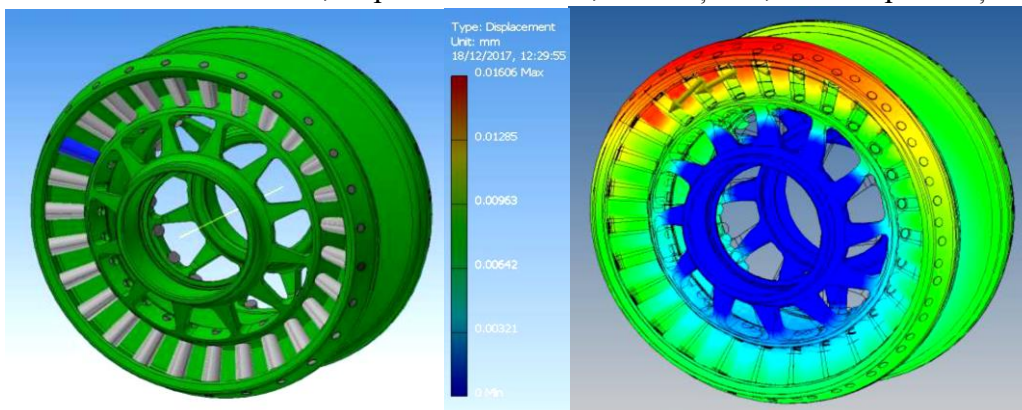 Type: Displacement
Unit: mm
18/12/2017, 12:29:55
0.01606 Max
0.01285
0.00963
0.00642
0.00321
0 Min